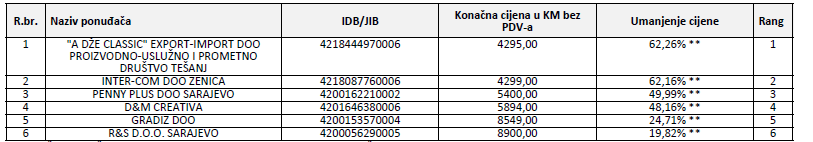 R.br. Naziv ponuđača IDB/JIB Konačna cijena u KM bez Umanjenje cijene Rang
PDV-a
1 "A DŽE CLASSIC" EXPORT-IMPORT DOO 4218444970006 4295,00 62,26% ** 1
PROIZVODNO-USLUŽNO I PROMETNO
DRUŠTVO TEŠANJ
2 INTER-COM DOO ZENICA 4218087760006 4299,00 62,16% ** 2
3 PENNY PLUS DOO SARAJEVO 4200162210002 5400,00 49,99% ** 3
4 D&M CREATIVA 4201646380006 5894,00 48,16% ** 4
5 GRADIZ DOO 4200153570004 8549,00 24,71% ** 5
6 R&S D.O.O. SARAJEVO 4200056290005 8900,00 19,82% ** 6